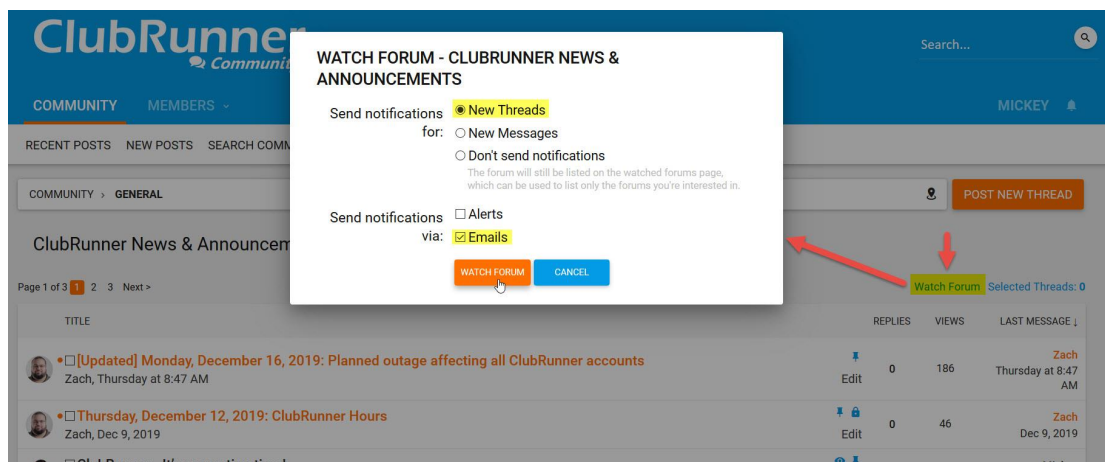 ClubRunner
Communit
Search...
COMMUNITY MEMBERS
MICKEY
RECENT POSTS NEW POSTS SEARCH COMM
COMMUNITY > GENERAL
POST NEW THREAD
ClubRunner News & Announcem
WATCH FORUM - CLUBRUNNER NEWS &
ANNOUNCEMENTS
Send notifications
for:
New Threads
New Messages
Don't send notifications
The forum will still be listed on the watched forums page,
which can be used to list only the forums you're interested in.
Send notifications
via:
Alerts
Emails
WATCH FORUM CANCEL
Page 1 of 3 1 2 3 Next >
Watch Forum Selected Threads: 0
TITLE REPLIES VIEWS LAST MESSAGE ↓
[Updated] Monday, December 16, 2019: Planned outage affecting all ClubRunner accounts
Zach, Thursday at 8:47 AM
Edit
0
186
Zach
Thursday at 8:47
AM
Thursday, December 12, 2019: ClubRunner Hours
Zach, Dec 9, 2019
Edit
0
46
Zach
Dec 9, 2019